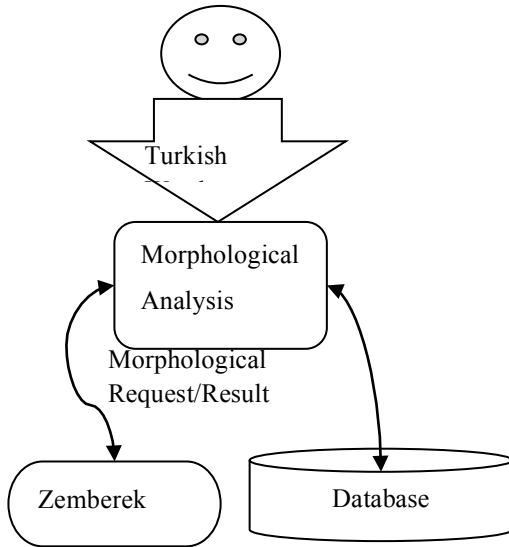 Turkish
Morphological
Analysis
Morphological
Request/Result
Zemberek
Database